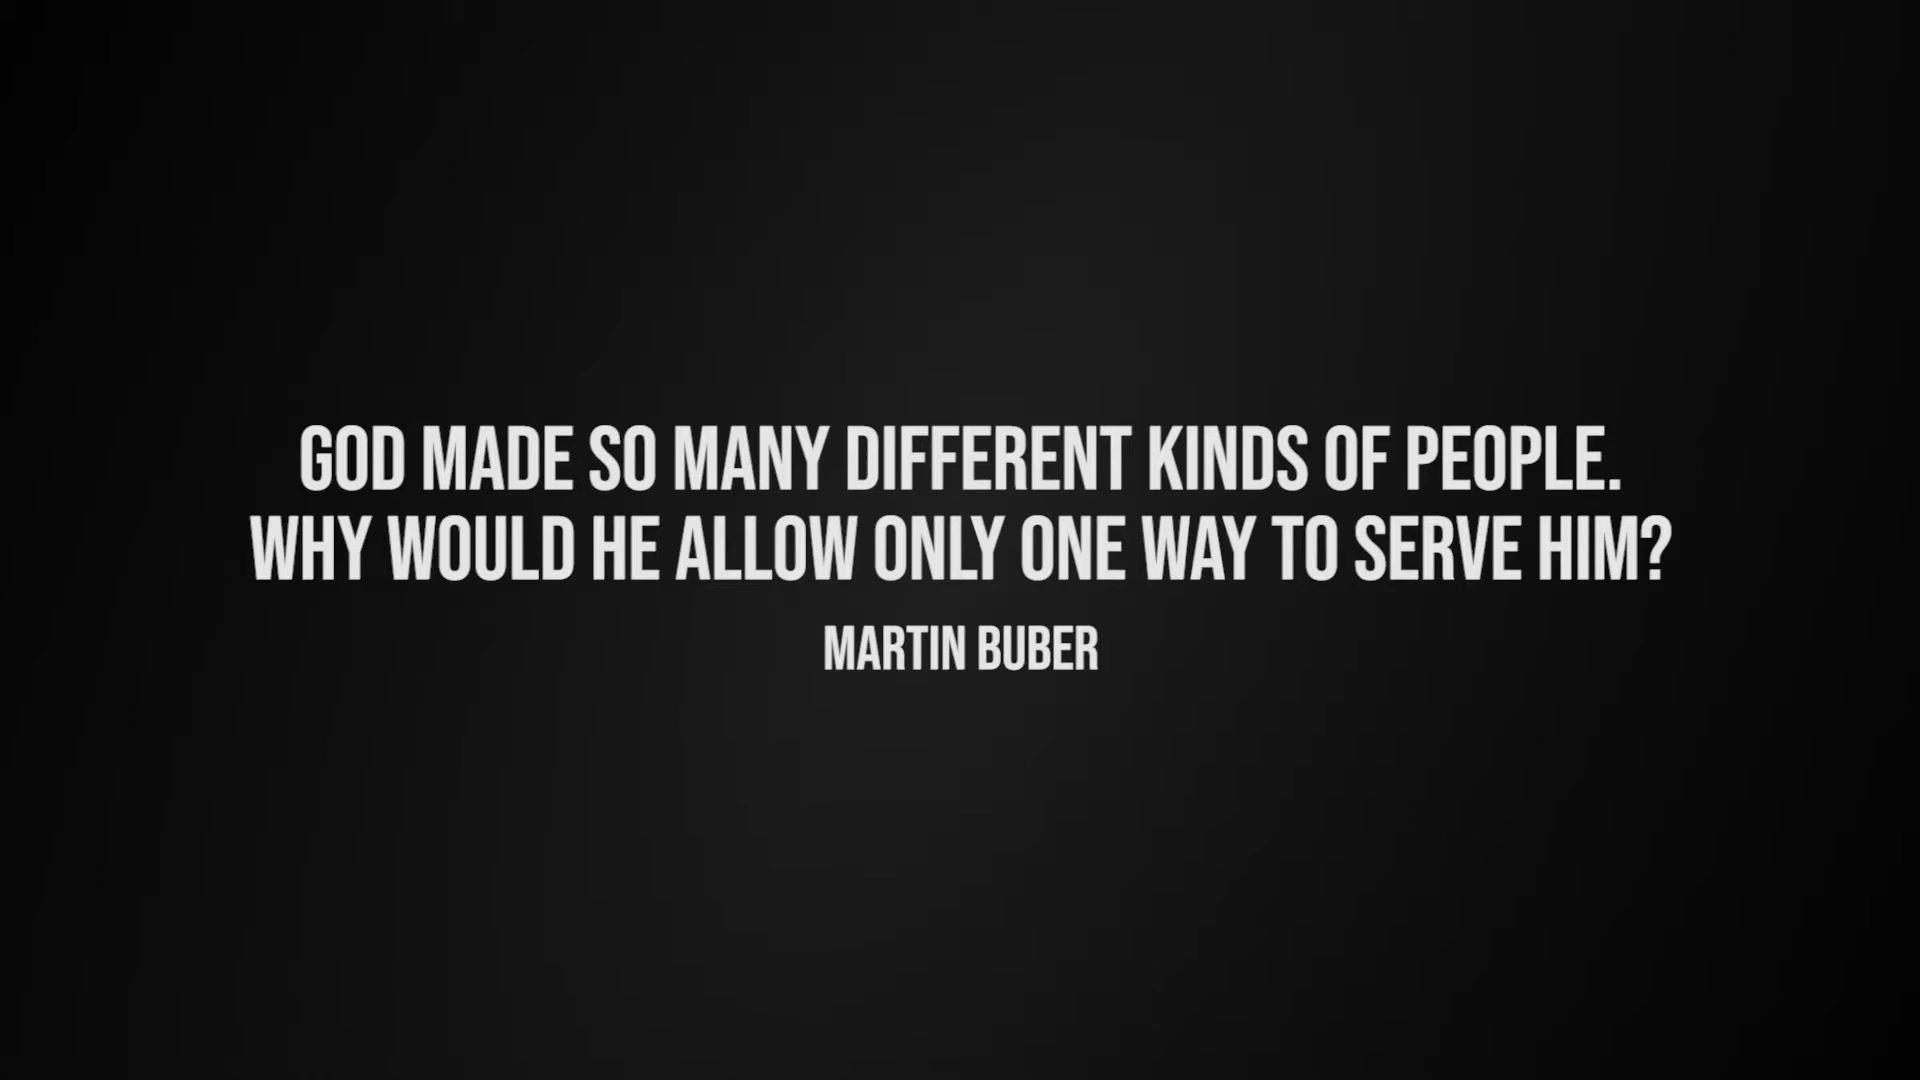 GOD MADE SO MANY DIFFERENT KINDS OF PEOPLE.
WHY WOULD HE ALLOW ONLY ONE WAY TO SERVE HIM?
MARTIN BUBER